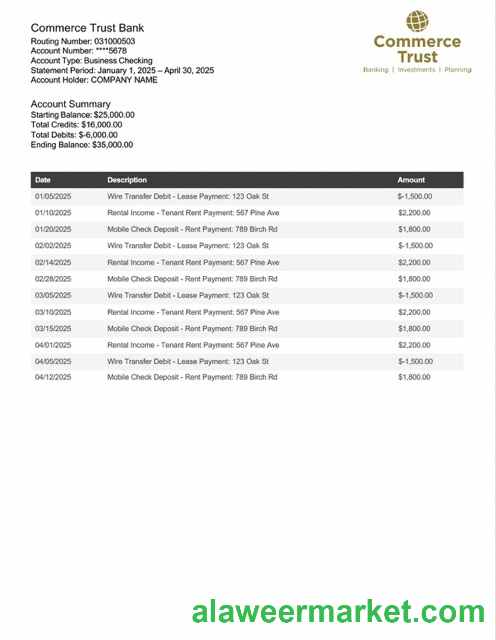 Commerce Trust Bank
Routing Number: 031000503
Account Number: ****5678
Account Type: Business Checking
Statement Period: January 1, 2025 – April 30, 2025
Account Holder: COMPANY NAME
Commerce
Trust
Banking | Investments | Planning
Account Summary
Starting Balance: $25,000.00
Total Credits: $16,000.00
Total Debits: $-6,000.00
Ending Balance: $35,000.00
Date Description Amount
01/05/2025 Wire Transfer Debit - Lease Payment: 123 Oak St $-1,500.00
01/10/2025 Rental Income - Tenant Rent Payment: 567 Pine Ave $2,200.00
01/20/2025 Mobile Check Deposit - Rent Payment: 789 Birch Rd $1,800.00
02/02/2025 Wire Transfer Debit - Lease Payment: 123 Oak St $-1,500.00
02/14/2025 Rental Income - Tenant Rent Payment: 567 Pine Ave $2,200.00
02/28/2025 Mobile Check Deposit - Rent Payment: 789 Birch Rd $1,800.00
03/05/2025 Wire Transfer Debit - Lease Payment: 123 Oak St $-1,500.00
03/10/2025 Rental Income - Tenant Rent Payment: 567 Pine Ave $2,200.00
03/15/2025 Mobile Check Deposit - Rent Payment: 789 Birch Rd $1,800.00
04/01/2025 Rental Income - Tenant Rent Payment: 567 Pine Ave $2,200.00
04/05/2025 Wire Transfer Debit - Lease Payment: 123 Oak St $-1,500.00
04/12/2025 Mobile Check Deposit - Rent Payment: 789 Birch Rd $1,800.00
alaweermarket.com